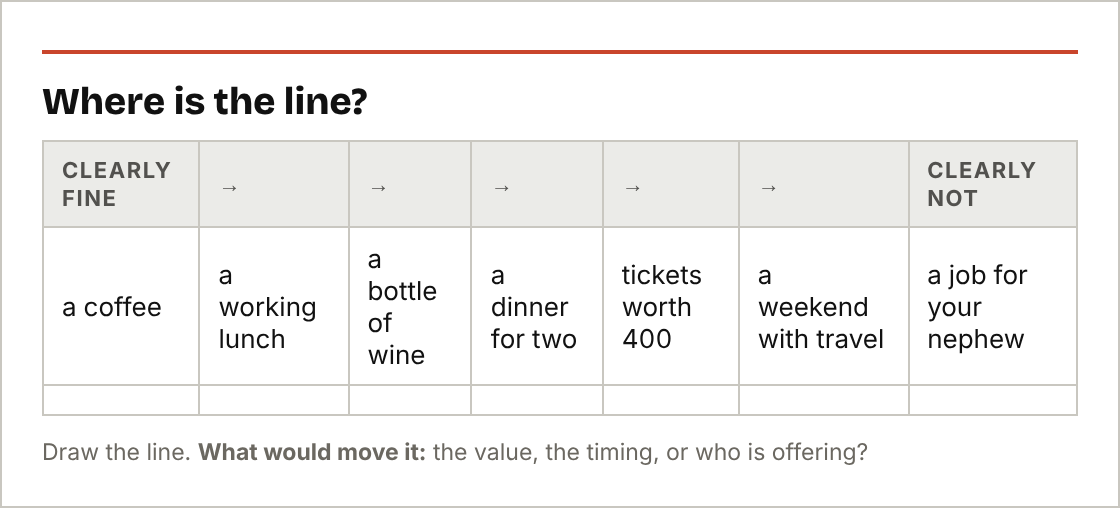 Where is the line?
CLEARLY
FINE
→
→
→
→
→
CLEARLY
NOT
a coffee
a
working
lunch
a
bottle
of
wine
a
dinner
for two
tickets
worth
400
a
weekend
with travel
a job for
your
nephew
Draw the line. What would move it: the value, the timing, or who is offering?